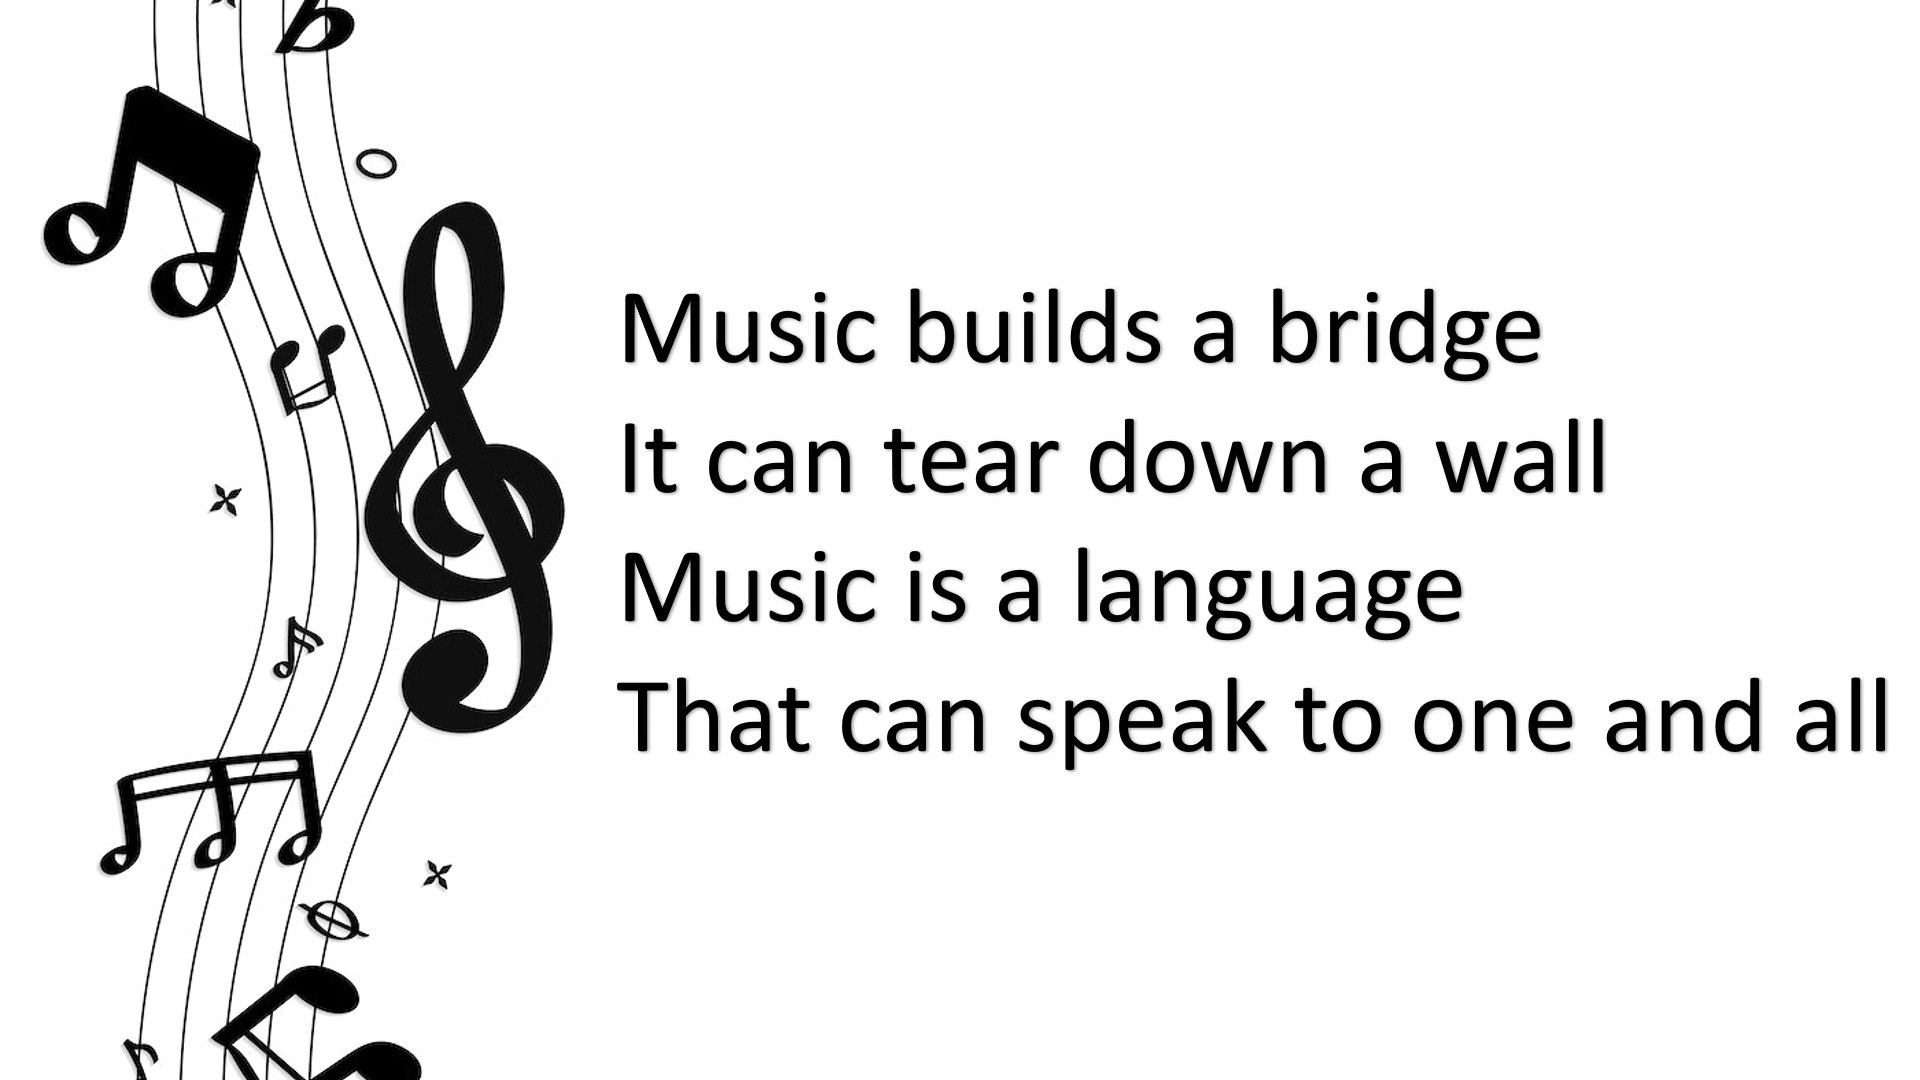 Music builds a bridge
It can tear down a wall
Music is a language
That can speak to one and all